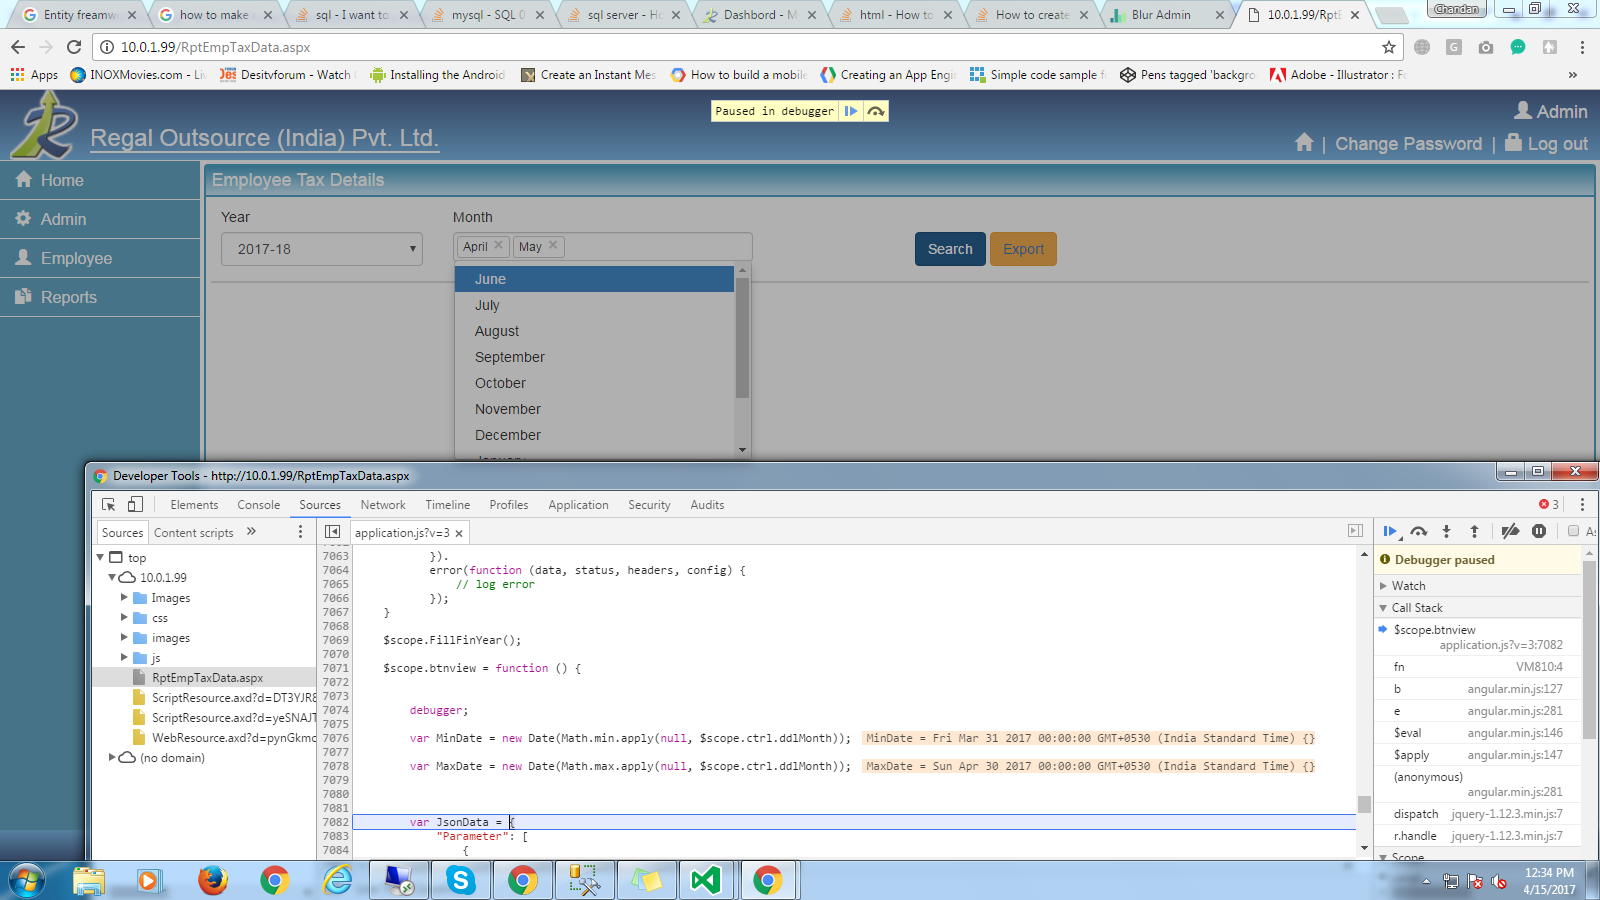 Entity freamw
how to make
sql - I want to
mysql - SQL
sql server - Ho
Dashbord - M
html - How to
How to create
Blur Admin
10.0.1.99/RptE
Chandan
10.0.1.99/RptEmpTaxData.aspx
Apps
INOXMovies.com - Li
Desitvforum - Watch
Installing the Android
Create an Instant Mes
How to build a mobile
Creating an App Engi
Simple code sample f
Pens tagged 'backgro
Adobe - Illustrator : F
»
Paused in debugger
Admin
Regal Outsource (India) Pvt. Ltd.
| Change Password | Log out
Home
Admin
Employee
Reports
Employee Tax Details
Year
Month
2017-18
April ×
May ×
Search
Export
June
July
August
September
October
November
December
January
Developer Tools - http://10.0.1.99/RptEmpTaxData.aspx
Elements
Console
Sources
Network
Timeline
Profiles
Application
Security
Audits
3
Sources
Content scripts
»
application.js?v=3 ×
top
10.0.1.99
Images
css
images
js
RptEmpTaxData.aspx
ScriptResource.axd?d=DT3YJR8
ScriptResource.axd?d=yeSNAJT
WebResource.axd?d=pynGkmo
(no domain)
7063 }).
7064 error(function (data, status, headers, config) {
7065 // log error
7066 });
7067 }
7068
7069 $scope.FillFinYear();
7070
7071 $scope.btnview = function () {
7072
7073
7074 debugger;
7075
7076 var MinDate = new Date(Math.min.apply(null, $scope.ctrl.ddlMonth)); MinDate = Fri Mar 31 2017 00:00:00 GMT+0530 (India Standard Time) {}
7077
7078 var MaxDate = new Date(Math.max.apply(null, $scope.ctrl.ddlMonth)); MaxDate = Sun Apr 30 2017 00:00:00 GMT+0530 (India Standard Time) {}
7079
7080
7081
7082 var JsonData = {
7083 "Parameter": [
7084 {
As
Debugger paused
Watch
Call Stack
$scope.btnview
application.js?v=3:7082
fn VM810:4
b angular.min.js:127
e angular.min.js:281
$eval angular.min.js:146
$apply angular.min.js:147
(anonymous)
angular.min.js:281
dispatch jquery-1.12.3.min.js:7
r.handle jquery-1.12.3.min.js:7
Scope
12:34 PM
4/15/2017